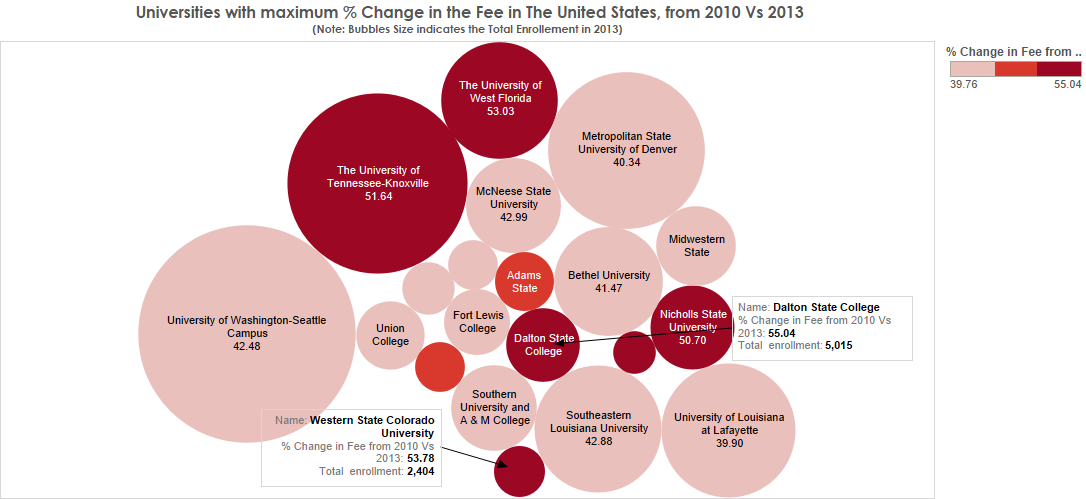 Universities with maximum % Change in the Fee in The United States, from 2010 Vs 2013
(Note: Bubbles Size indicates the Total Enrollement in 2013)
% Change in Fee from ..
39.76 55.04
The University of
West Florida
53.03
Metropolitan State
University of Denver
40.34
The University of
Tennessee-Knoxville
51.64
McNeese State
University
42.99
Midwestern
State
Adams
State
Bethel University
41.47
University of Washington-Seattle
Campus
42.48
Union
College
Fort Lewis
College
Dalton State
College
Nicholls State
University
50.70
Name: Dalton State College
% Change in Fee from 2010 Vs
2013: 55.04
Total enrollment: 5,015
Southern
University and
A & M College
Southeastern
Louisiana University
42.88
University of Louisiana
at Lafayette
39.90
Name: Western State Colorado
University
% Change in Fee from 2010 Vs
2013: 53.78
Total enrollment: 2,404